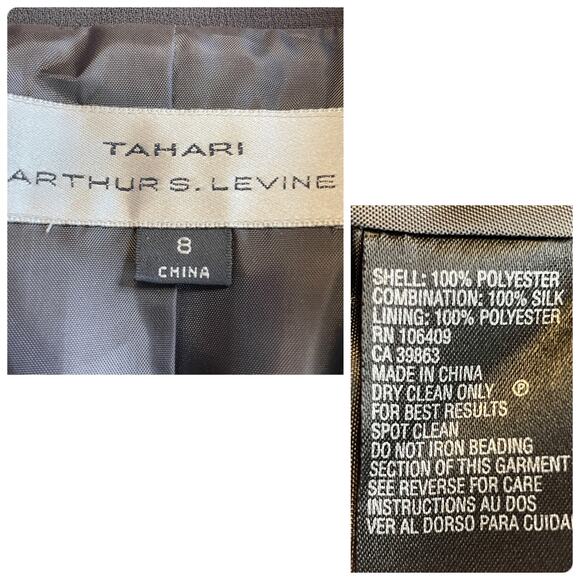 TAHARI
ARTHUR S. LEVINE
8
CHINA
SHELL: 100% POLYESTER
COMBINATION: 100% SILK
LINING: 100% POLYESTER
RN 106409
CA 39863
MADE IN CHINA
DRY CLEAN ONLY Ⓟ
FOR BEST RESULTS
SPOT CLEAN
DO NOT IRON BEADING
SECTION OF THIS GARMENT
SEE REVERSE FOR CARE
INSTRUCTIONS AU DOS
VER AL DORSO PARA CUIDA